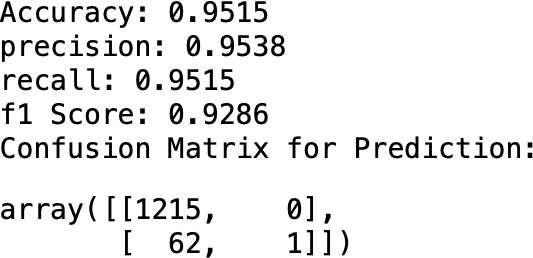 Accuracy: 0.9515
precision: 0.9538
recall: 0.9515
f1 Score: 0.9286
Confusion Matrix for Prediction:
array([[1215,    0],
       [  62,    1]])